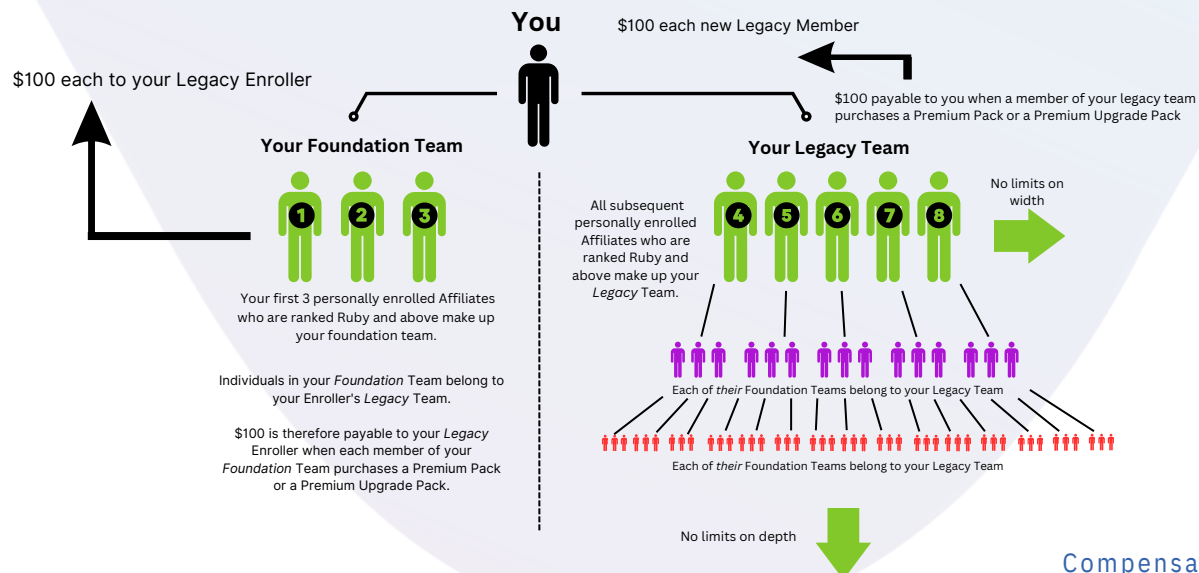 You
$100 each new Legacy Member
$100 each to your Legacy Enroller
$100 payable to you when a member of your legacy team
purchases a Premium Pack or a Premium Upgrade Pack
Your Foundation Team
1 2 3
Your first 3 personally enrolled Affiliates
who are ranked Ruby and above make up
your foundation team.
Individuals in your Foundation Team belong to
your Enroller's Legacy Team.
$100 is therefore payable to your Legacy
Enroller when each member of your
Foundation Team purchases a Premium Pack
or a Premium Upgrade Pack.
Your Legacy Team
All subsequent
personally enrolled
Affiliates who are
ranked Ruby and
above make up your
Legacy Team.
4 5 6 7 8
No limits on
width
Each of their Foundation Teams belong to your Legacy Team
Each of their Foundation Teams belong to your Legacy Team
No limits on depth
Compensa